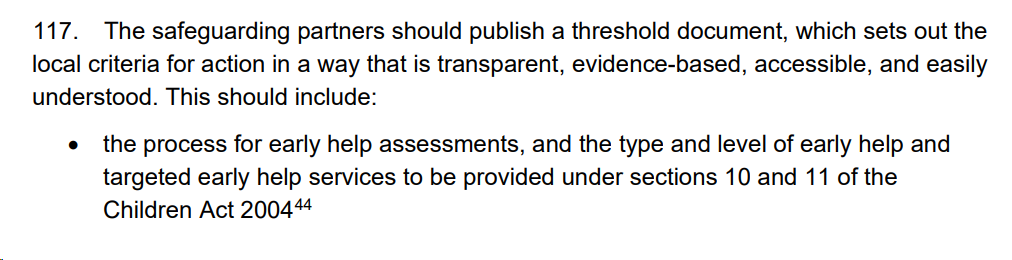 117. The safeguarding partners should publish a threshold document, which sets out the
local criteria for action in a way that is transparent, evidence-based, accessible, and easily
understood. This should include:
• the process for early help assessments, and the type and level of early help and
targeted early help services to be provided under sections 10 and 11 of the
Children Act 2004⁴⁴